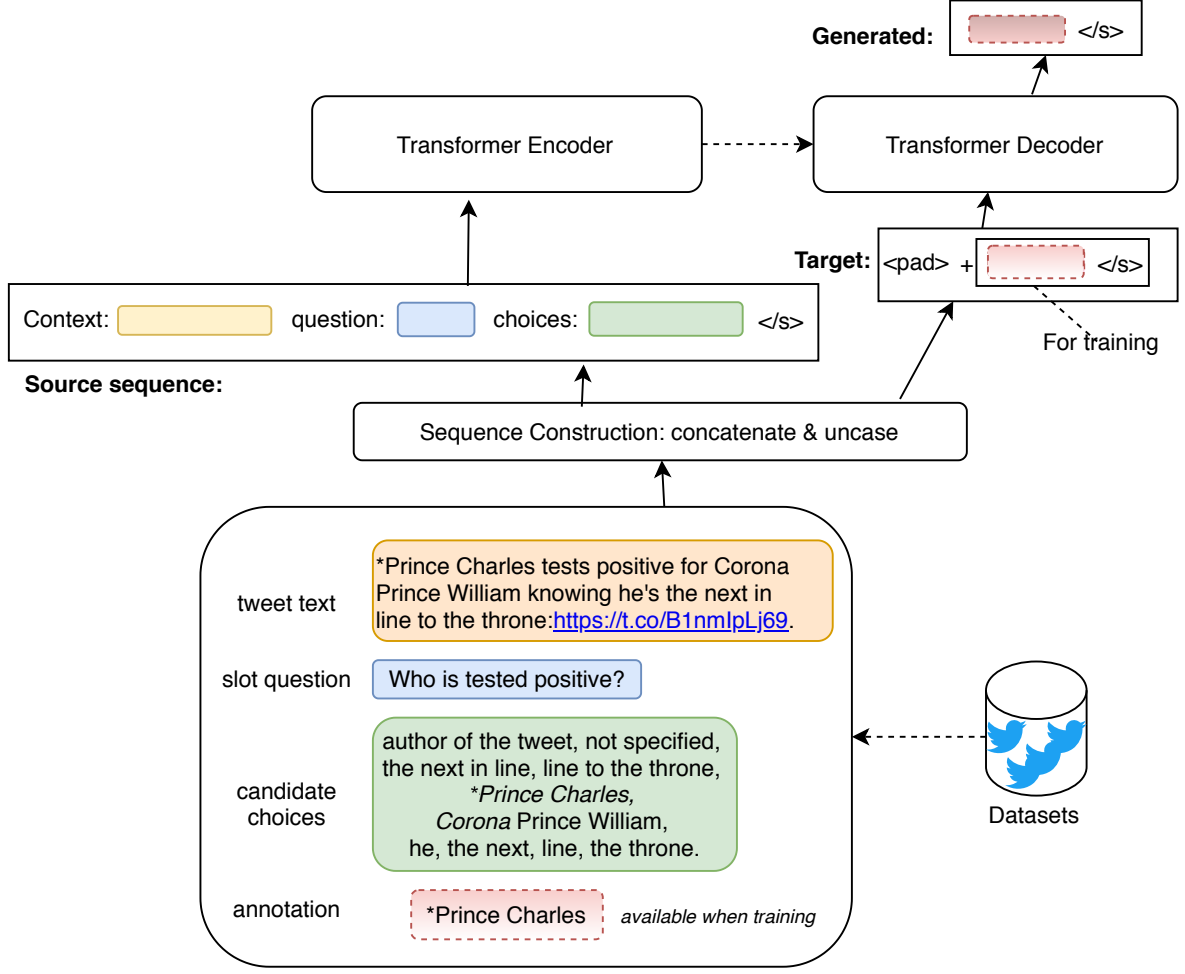 Generated:
</s>
Transformer Encoder
Transformer Decoder
Target:
<pad> + </s>
For training
Context: question: choices: </s>
Source sequence:
Sequence Construction: concatenate & uncase
tweet text
*Prince Charles tests positive for Corona
Prince William knowing he's the next in
line to the throne:https://t.co/B1nmIpLj69.
slot question
Who is tested positive?
candidate
choices
author of the tweet, not specified,
the next in line, line to the throne,
*Prince Charles,
Corona Prince William,
he, the next, line, the throne.
annotation
*Prince Charles
available when training
Datasets